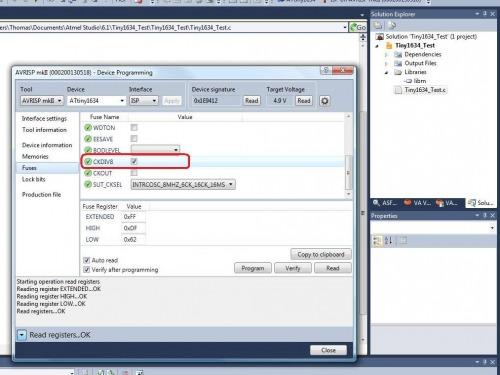 ers\Thomas\Documents\Atmel Studio\6.1\Tiny1634_Test\Tiny1634_Test.c
Go
Solution Explorer
Solution 'Tiny1634_Test' (1 project)
Tiny1634_Test
Dependencies
Output Files
Libraries
libm
Tiny1634_Test.c
AVRISP mkII (000200130518) - Device Programming
Tool Device Interface Device signature Target Voltage
AVRISP mkII ATtiny1634 ISP Apply 0x1E9412 Read 4.9 V Read
Interface settings
Tool information
Device information
Memories
Fuses
Lock bits
Production file
Fuse Name Value
WDTON
EESAVE
BODLEVEL
CKDIV8
CKOUT
SUT_CKSEL INTRCOSC_8MHZ_6CK_16CK_16MS
Fuse Register Value
EXTENDED 0xFF
HIGH 0xDF
LOW 0x62
Copy to clipboard
Auto read
Verify after programming
Program Verify Read
Starting operation read registers
Reading register EXTENDED...OK
Reading register HIGH...OK
Reading register LOW...OK
Read registers...OK
Read registers...OK
Close
ASF... VA V... VA O... Solu...
Properties